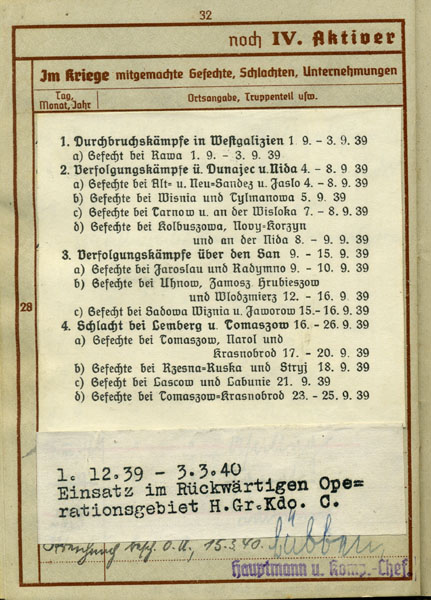 32
noch IV. Aktiver
Im Kriege mitgemachte Gefechte, Schlachten, Unternehmungen
Tag, Monat, Jahr
Ortsangabe, Truppenteil usw.
1. Durchbruchskämpfe in Westgalizien 1 9. - 3. 9. 39
a) Gefecht bei Rawa 1. 9. - 3. 9. 39
2. Verfolgungskämpfe ü. Dunajec u. Nida 4. - 8. 9 39
a) Gefechte bei Alt= u. Neu=Sandez u. Jaslo 4. - 8. 9. 39
b) Gefechte bei Wisnia und Tylmanowa 5. 9. 39
c) Gefechte bei Tarnow u. an der Wisloka 7. - 8. 9. 39
d) Gefechte bei Kolbuszowa, Nowy=Korzyn
und an der Nida 8. - 9. 9. 39
3. Verfolgungskämpfe über den San 9. - 15. 9. 39
a) Gefechte bei Jaroslau und Radymno 9. - 10. 9. 39
b) Gefechte bei Uhnow, Zamosz Hrubieszow
und Wlodzmierz 12. - 16. 9. 39
c) Gefecht bei Sadowa Wiznia u. Jaworow 15. - 16. 9. 39
28
4. Schlacht bei Lemberg u. Tomaszow 16. - 26. 9. 39
a) Gefechte bei Tomaszow, Narol und
Krasnobrod 17. - 20. 9. 39
b) Gefechte bei Rzesna=Ruska und Stryj 18. 9. 39
c) Gefecht bei Lascow und Labunie 21. 9. 39
d) Gefechte bei Tomaszow=Krasnobrod 23. - 25. 9. 39
1. 12.39 - 3.3.40
Einsatz im Rückwärtigen Ope=
rationsgebiet H.Gr.Kdo. C.
O.U., 15.3.40. Lübben
Hauptmann u. Komp.-Chef.